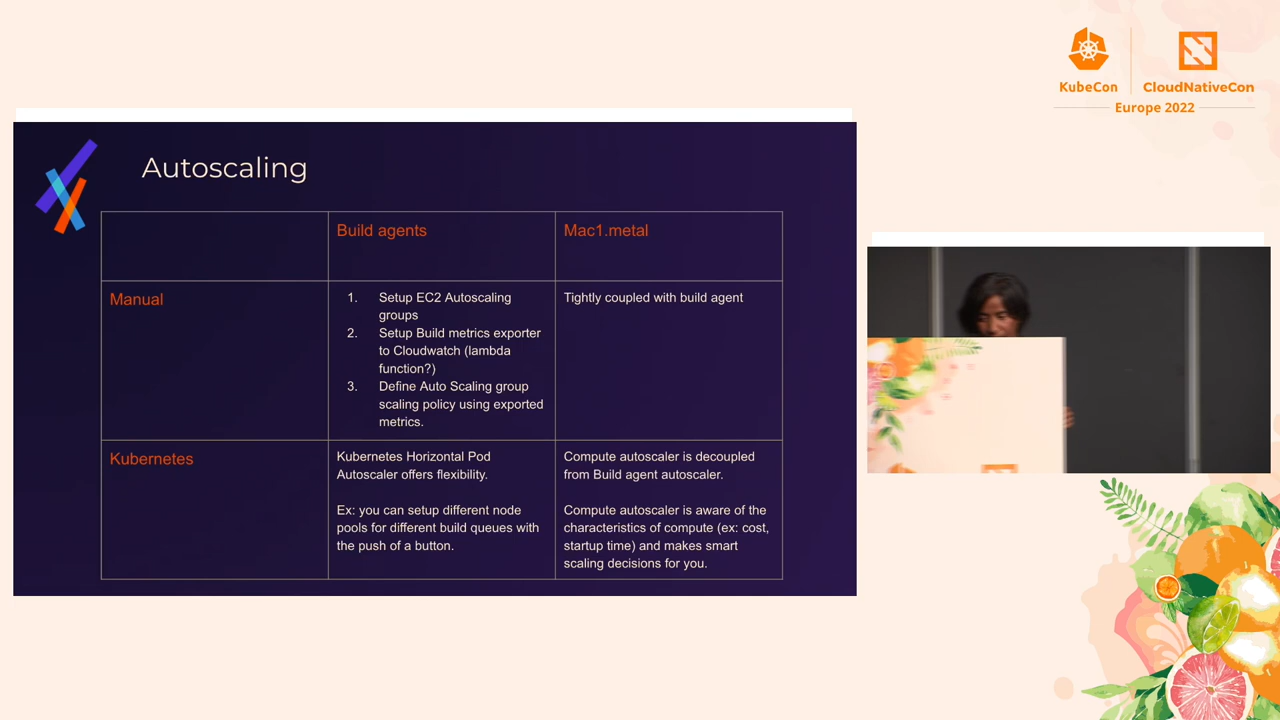 KubeCon
CloudNativeCon
Europe 2022
Autoscaling
Build agents
Mac1.metal
Manual
1. Setup EC2 Autoscaling
groups
2. Setup Build metrics exporter
to Cloudwatch (lambda
function?)
3. Define Auto Scaling group
scaling policy using exported
metrics.
Tightly coupled with build agent
Kubernetes
Kubernetes Horizontal Pod
Autoscaler offers flexibility.
Ex: you can setup different node
pools for different build queues with
the push of a button.
Compute autoscaler is decoupled
from Build agent autoscaler.
Compute autoscaler is aware of the
characteristics of compute (ex: cost,
startup time) and makes smart
scaling decisions for you.